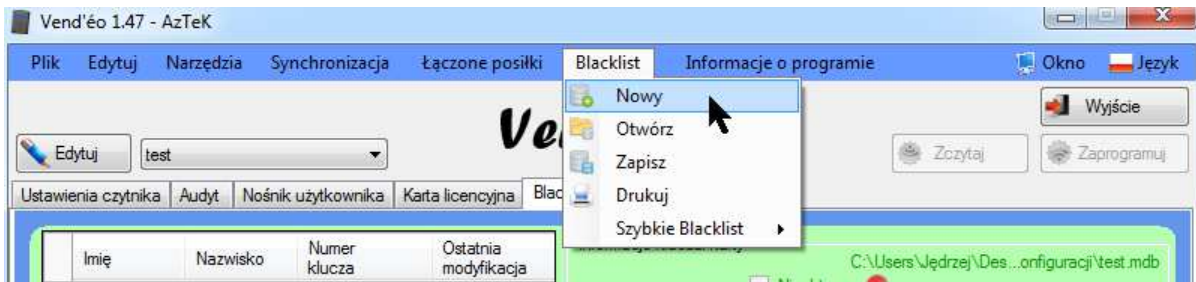 Vend'éo 1.47 - AzTeK
Plik Edytuj Narzędzia Synchronizacja Łączone posiłki Blacklist Informacje o programie Okno Język
Nowy
Otwórz
Zapisz
Drukuj
Szybkie Blacklist
Wyjście
Edytuj test Zczytaj Zaprogramuj
Ustawienia czytnika Audyt Nośnik użytkownika Karta licencyjna
Imię Nazwisko Numer klucza Ostatnia modyfikacja
C:\Users\Jędrzej\Des...onfiguracji\test.mdb